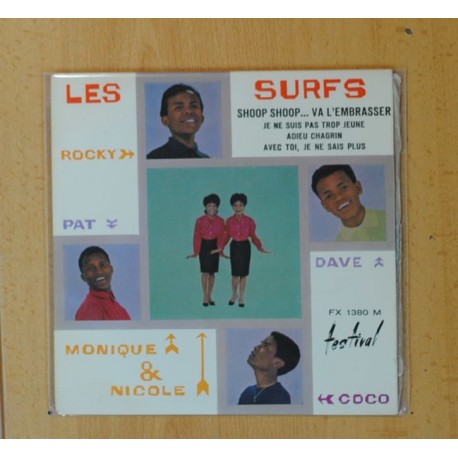 LES SURFS
SHOOP SHOOP... VA L'EMBRASSER
JE NE SUIS PAS TROP JEUNE
ADIEU CHAGRIN
AVEC TOI, JE NE SAIS PLUS
ROCKY
PAT
DAVE
FX 1380 M
festival
MONIQUE
&
NICOLE
COCO